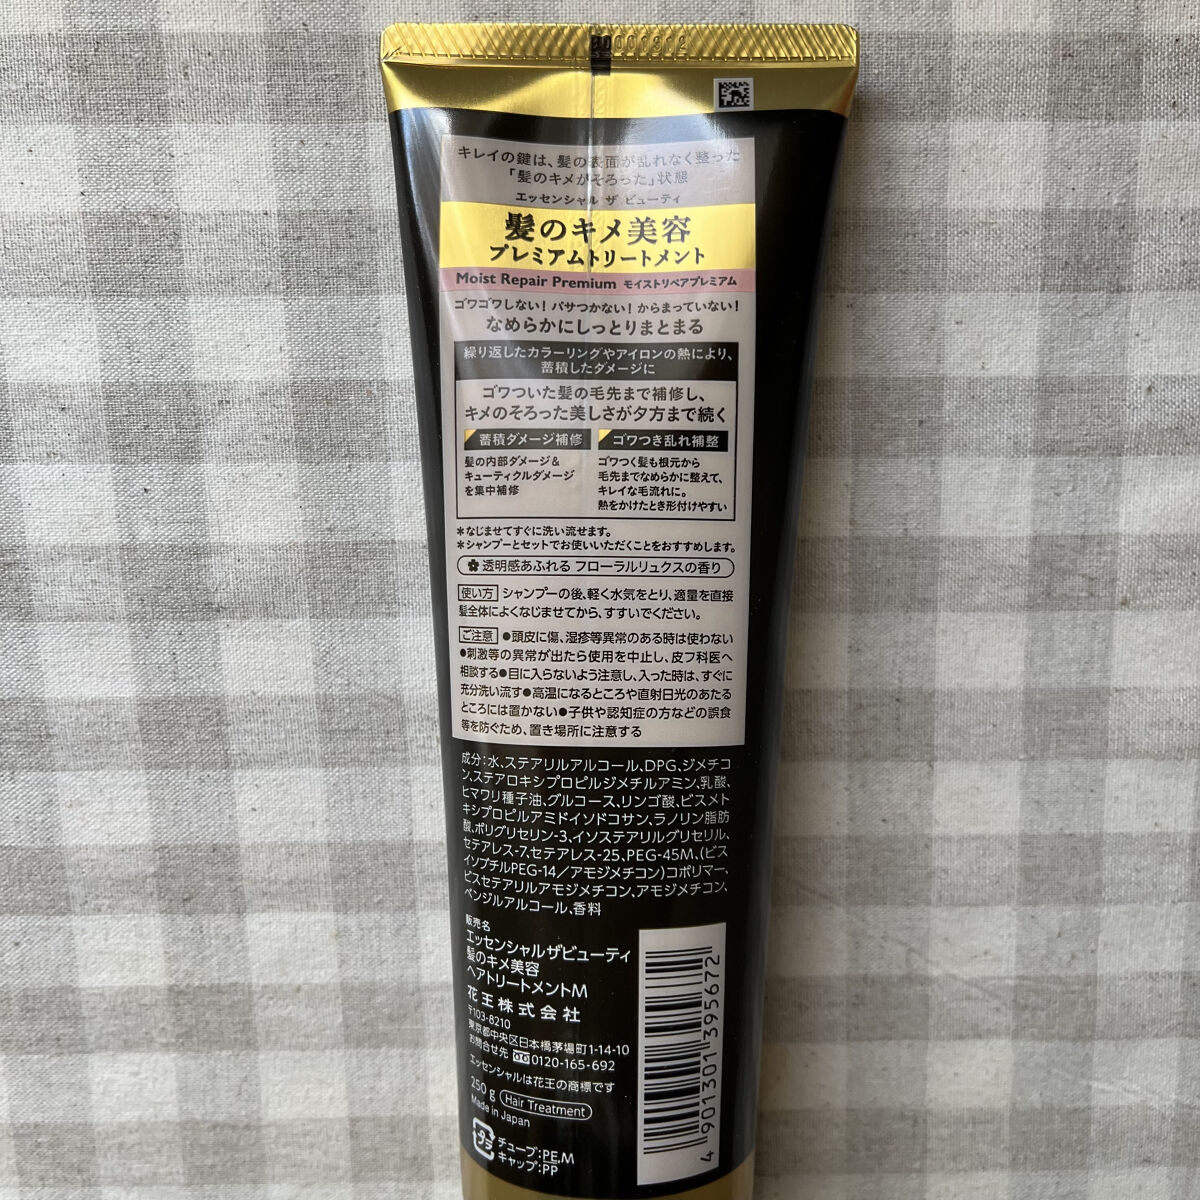 キレイの鍵は、髪の表面が乱れなく整った
「髪のキメがそろった」状態
エッセンシャル ザ ビューティ
髪のキメ美容
プレミアムトリートメント
Moist Repair Premium モイストリペアプレミアム
ゴワゴワしない！パサつかない！からまっていない！
なめらかにしっとりまとまる
繰り返したカラーリングやアイロンの熱により、
蓄積したダメージに
ゴワついた髪の毛先まで補修し、
キメのそろった美しさが夕方まで続く
蓄積ダメージ補修
髪の内部ダメージ＆
キューティクルダメージ
を集中補修
ゴワつき乱れ補整
ゴワつく髪も根元から
毛先までなめらかに整えて、
キレイな毛流れに。
熱をかけたとき形付けやすい
＊なじませてすぐに洗い流せます。
＊シャンプーとセットでお使いいただくことをおすすめします。
透明感あふれる フローラルリュクスの香り
使い方 シャンプーの後、軽く水気をとり、適量を直接
髪全体によくなじませてから、すすいでください。
ご注意 ●頭皮に傷、湿疹等異常のある時は使わない
●刺激等の異常が出たら使用を中止し、皮フ科医へ
相談する●目に入らないよう注意し、入った時は、すぐに
充分洗い流す●高温になるところや直射日光のあたる
ところには置かない●子供や認知症の方などの誤食
等を防ぐため、置き場所に注意する
成分：水、ステアリルアルコール、DPG、ジメチコ
ン、ステアロキシプロピルジメチルアミン、乳酸、
ヒマワリ種子油、グルコース、リンゴ酸、ビスメト
キシプロピルアミドイソドコサン、ラノリン脂肪
酸、ポリグリセリン-3、イソステアリルグリセリル、
セテアレス-7、セテアレス-25、PEG-45M、（ビス
イソブチルPEG-14／アモジメチコン）コポリマー、
ビスセテアリルアモジメチコン、アモジメチコン、
ベンジルアルコール、香料
販売名
エッセンシャルザビューティ
髪のキメ美容
ヘアトリートメントM
花王株式会社
〒103-8210
東京都中央区日本橋茅場町1-14-10
お問合せ先 0120-165-692
エッセンシャルは花王の商標です
250 g Hair Treatment
Made in Japan
プラ チューブ：PE,M
キャップ：PP
4 901301 395672